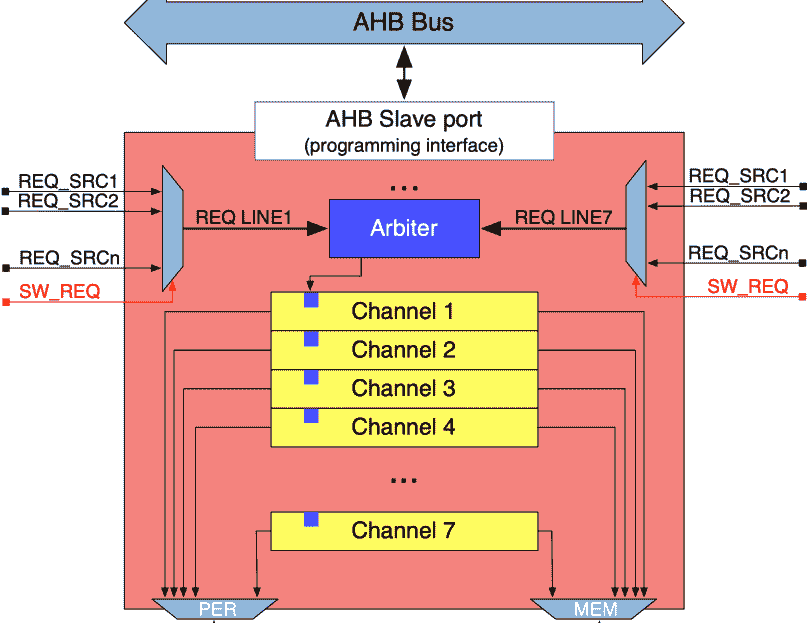 AHB Bus
AHB Slave port
(programming interface)
REQ_SRC1
REQ_SRC2
REQ_SRCn
SW_REQ
REQ LINE1
...
Arbiter
REQ LINE7
REQ_SRC1
REQ_SRC2
REQ_SRCn
SW_REQ
Channel 1
Channel 2
Channel 3
Channel 4
...
Channel 7
PER
MEM